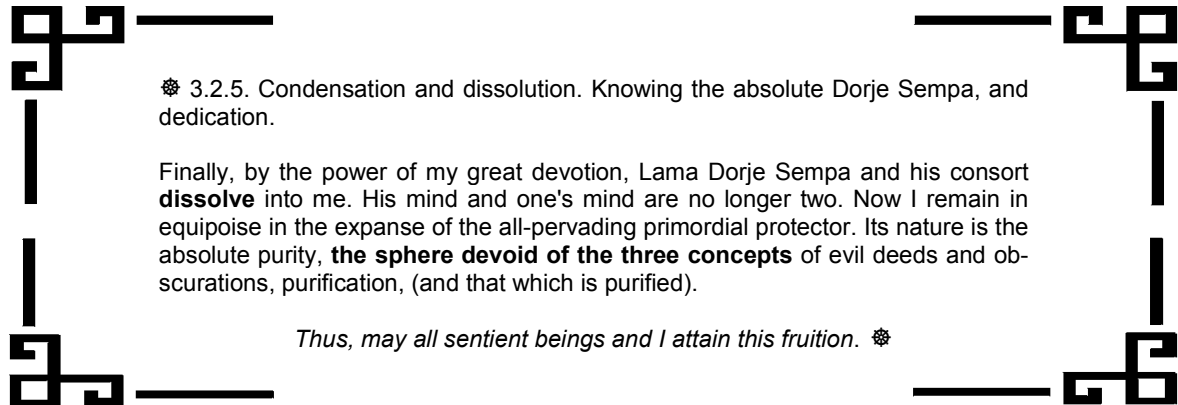 ☸ 3.2.5. Condensation and dissolution. Knowing the absolute Dorje Sempa, and
dedication.
Finally, by the power of my great devotion, Lama Dorje Sempa and his consort
dissolve into me. His mind and one's mind are no longer two. Now I remain in
equipoise in the expanse of the all-pervading primordial protector. Its nature is the
absolute purity, the sphere devoid of the three concepts of evil deeds and ob-
scurations, purification, (and that which is purified).
Thus, may all sentient beings and I attain this fruition. ☸